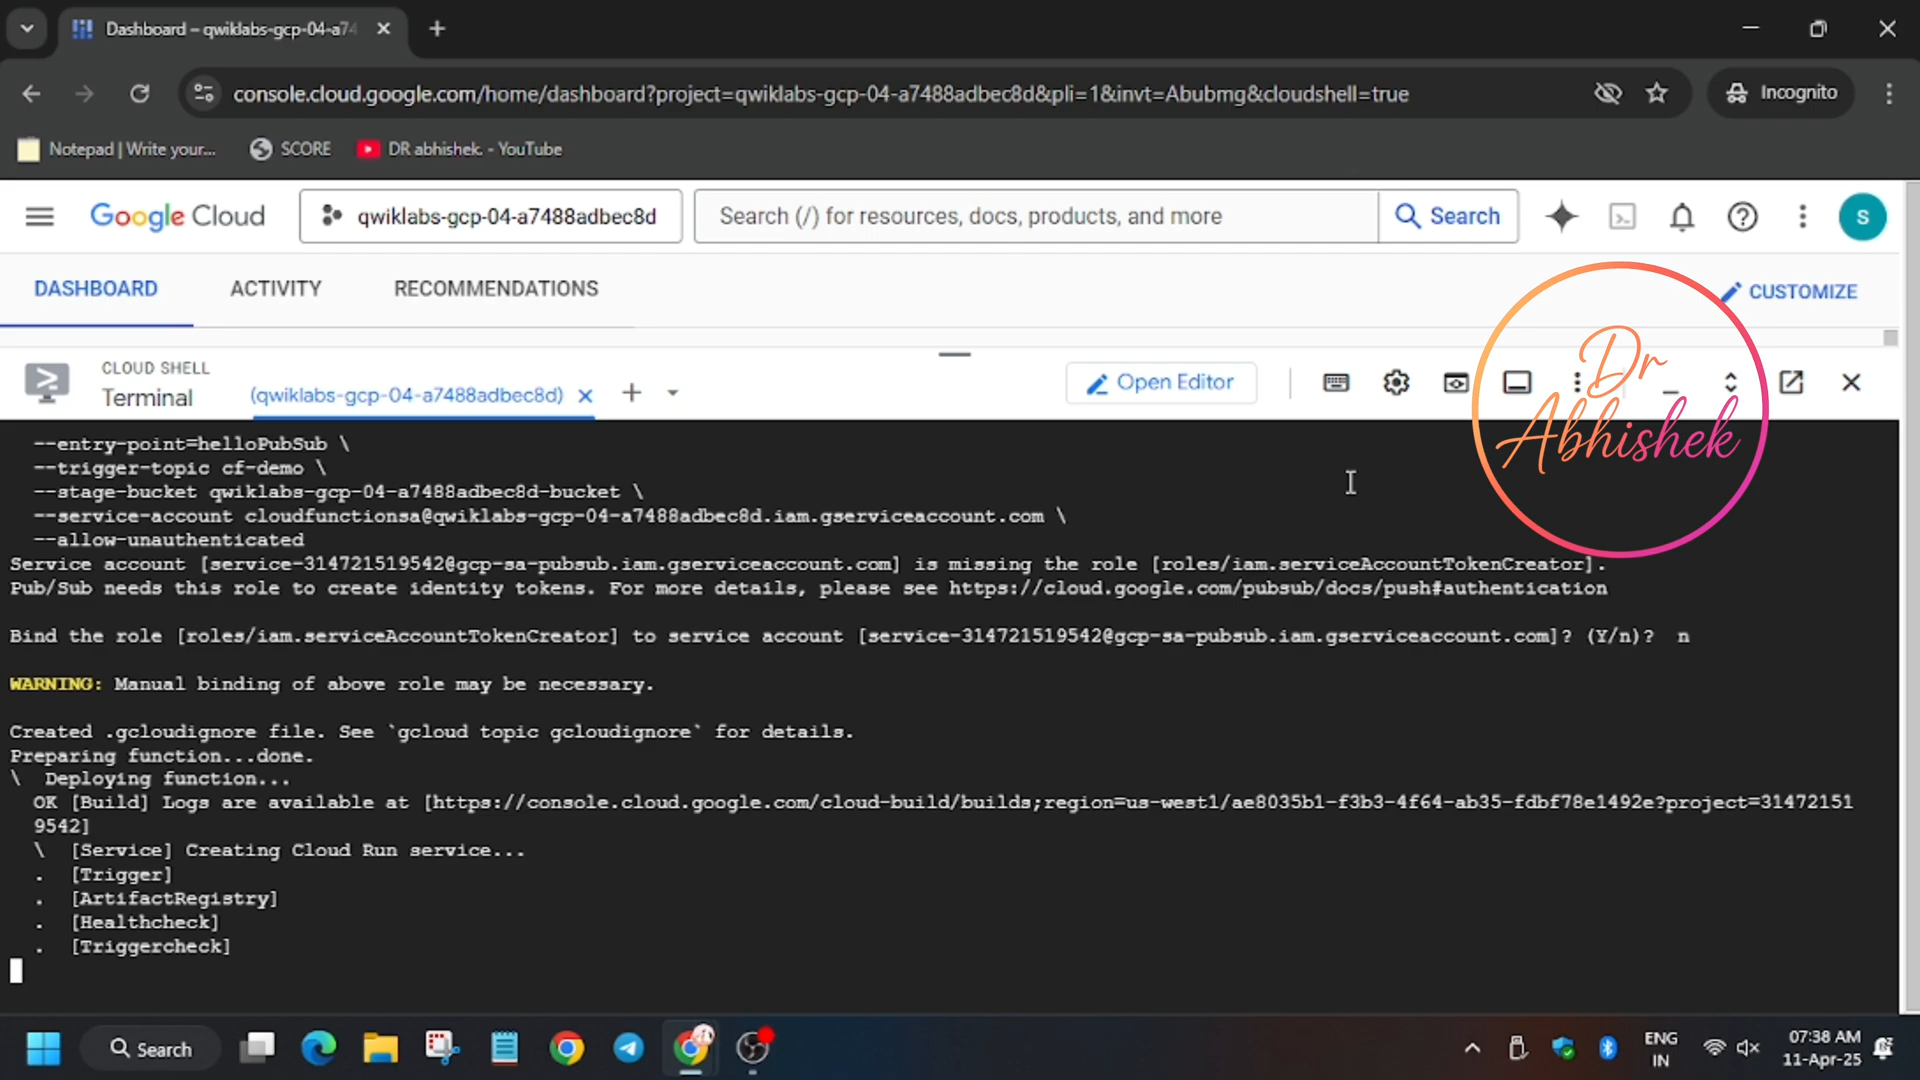 Dashboard – qwiklabs-gcp-04-a74
console.cloud.google.com/home/dashboard?project=qwiklabs-gcp-04-a7488adbec8d&pli=1&invt=Abubmg&cloudshell=true
Incognito
Notepad | Write your...
SCORE
DR abhishek. - YouTube
Google Cloud
qwiklabs-gcp-04-a7488adbec8d
Search (/) for resources, docs, products, and more
Search
S
DASHBOARD
ACTIVITY
RECOMMENDATIONS
CUSTOMIZE
Dr
Abhishek
CLOUD SHELL
Terminal
(qwiklabs-gcp-04-a7488adbec8d)
Open Editor
--entry-point=helloPubSub \
--trigger-topic cf-demo \
--stage-bucket qwiklabs-gcp-04-a7488adbec8d-bucket \
--service-account cloudfunctionsa@qwiklabs-gcp-04-a7488adbec8d.iam.gserviceaccount.com \
--allow-unauthenticated
Service account [service-314721519542@gcp-sa-pubsub.iam.gserviceaccount.com] is missing the role [roles/iam.serviceAccountTokenCreator].
Pub/Sub needs this role to create identity tokens. For more details, please see https://cloud.google.com/pubsub/docs/push#authentication
Bind the role [roles/iam.serviceAccountTokenCreator] to service account [service-314721519542@gcp-sa-pubsub.iam.gserviceaccount.com]? (Y/n)?  n
WARNING: Manual binding of above role may be necessary.
Created .gcloudignore file. See `gcloud topic gcloudignore` for details.
Preparing function...done.
\  Deploying function...
OK [Build] Logs are available at [https://console.cloud.google.com/cloud-build/builds;region=us-west1/ae8035b1-f3b3-4f64-ab35-fdbf78e1492e?project=31472151
9542]
\  [Service] Creating Cloud Run service...
.  [Trigger]
.  [ArtifactRegistry]
.  [Healthcheck]
.  [Triggercheck]
Search
ENG
IN
07:38 AM
11-Apr-25